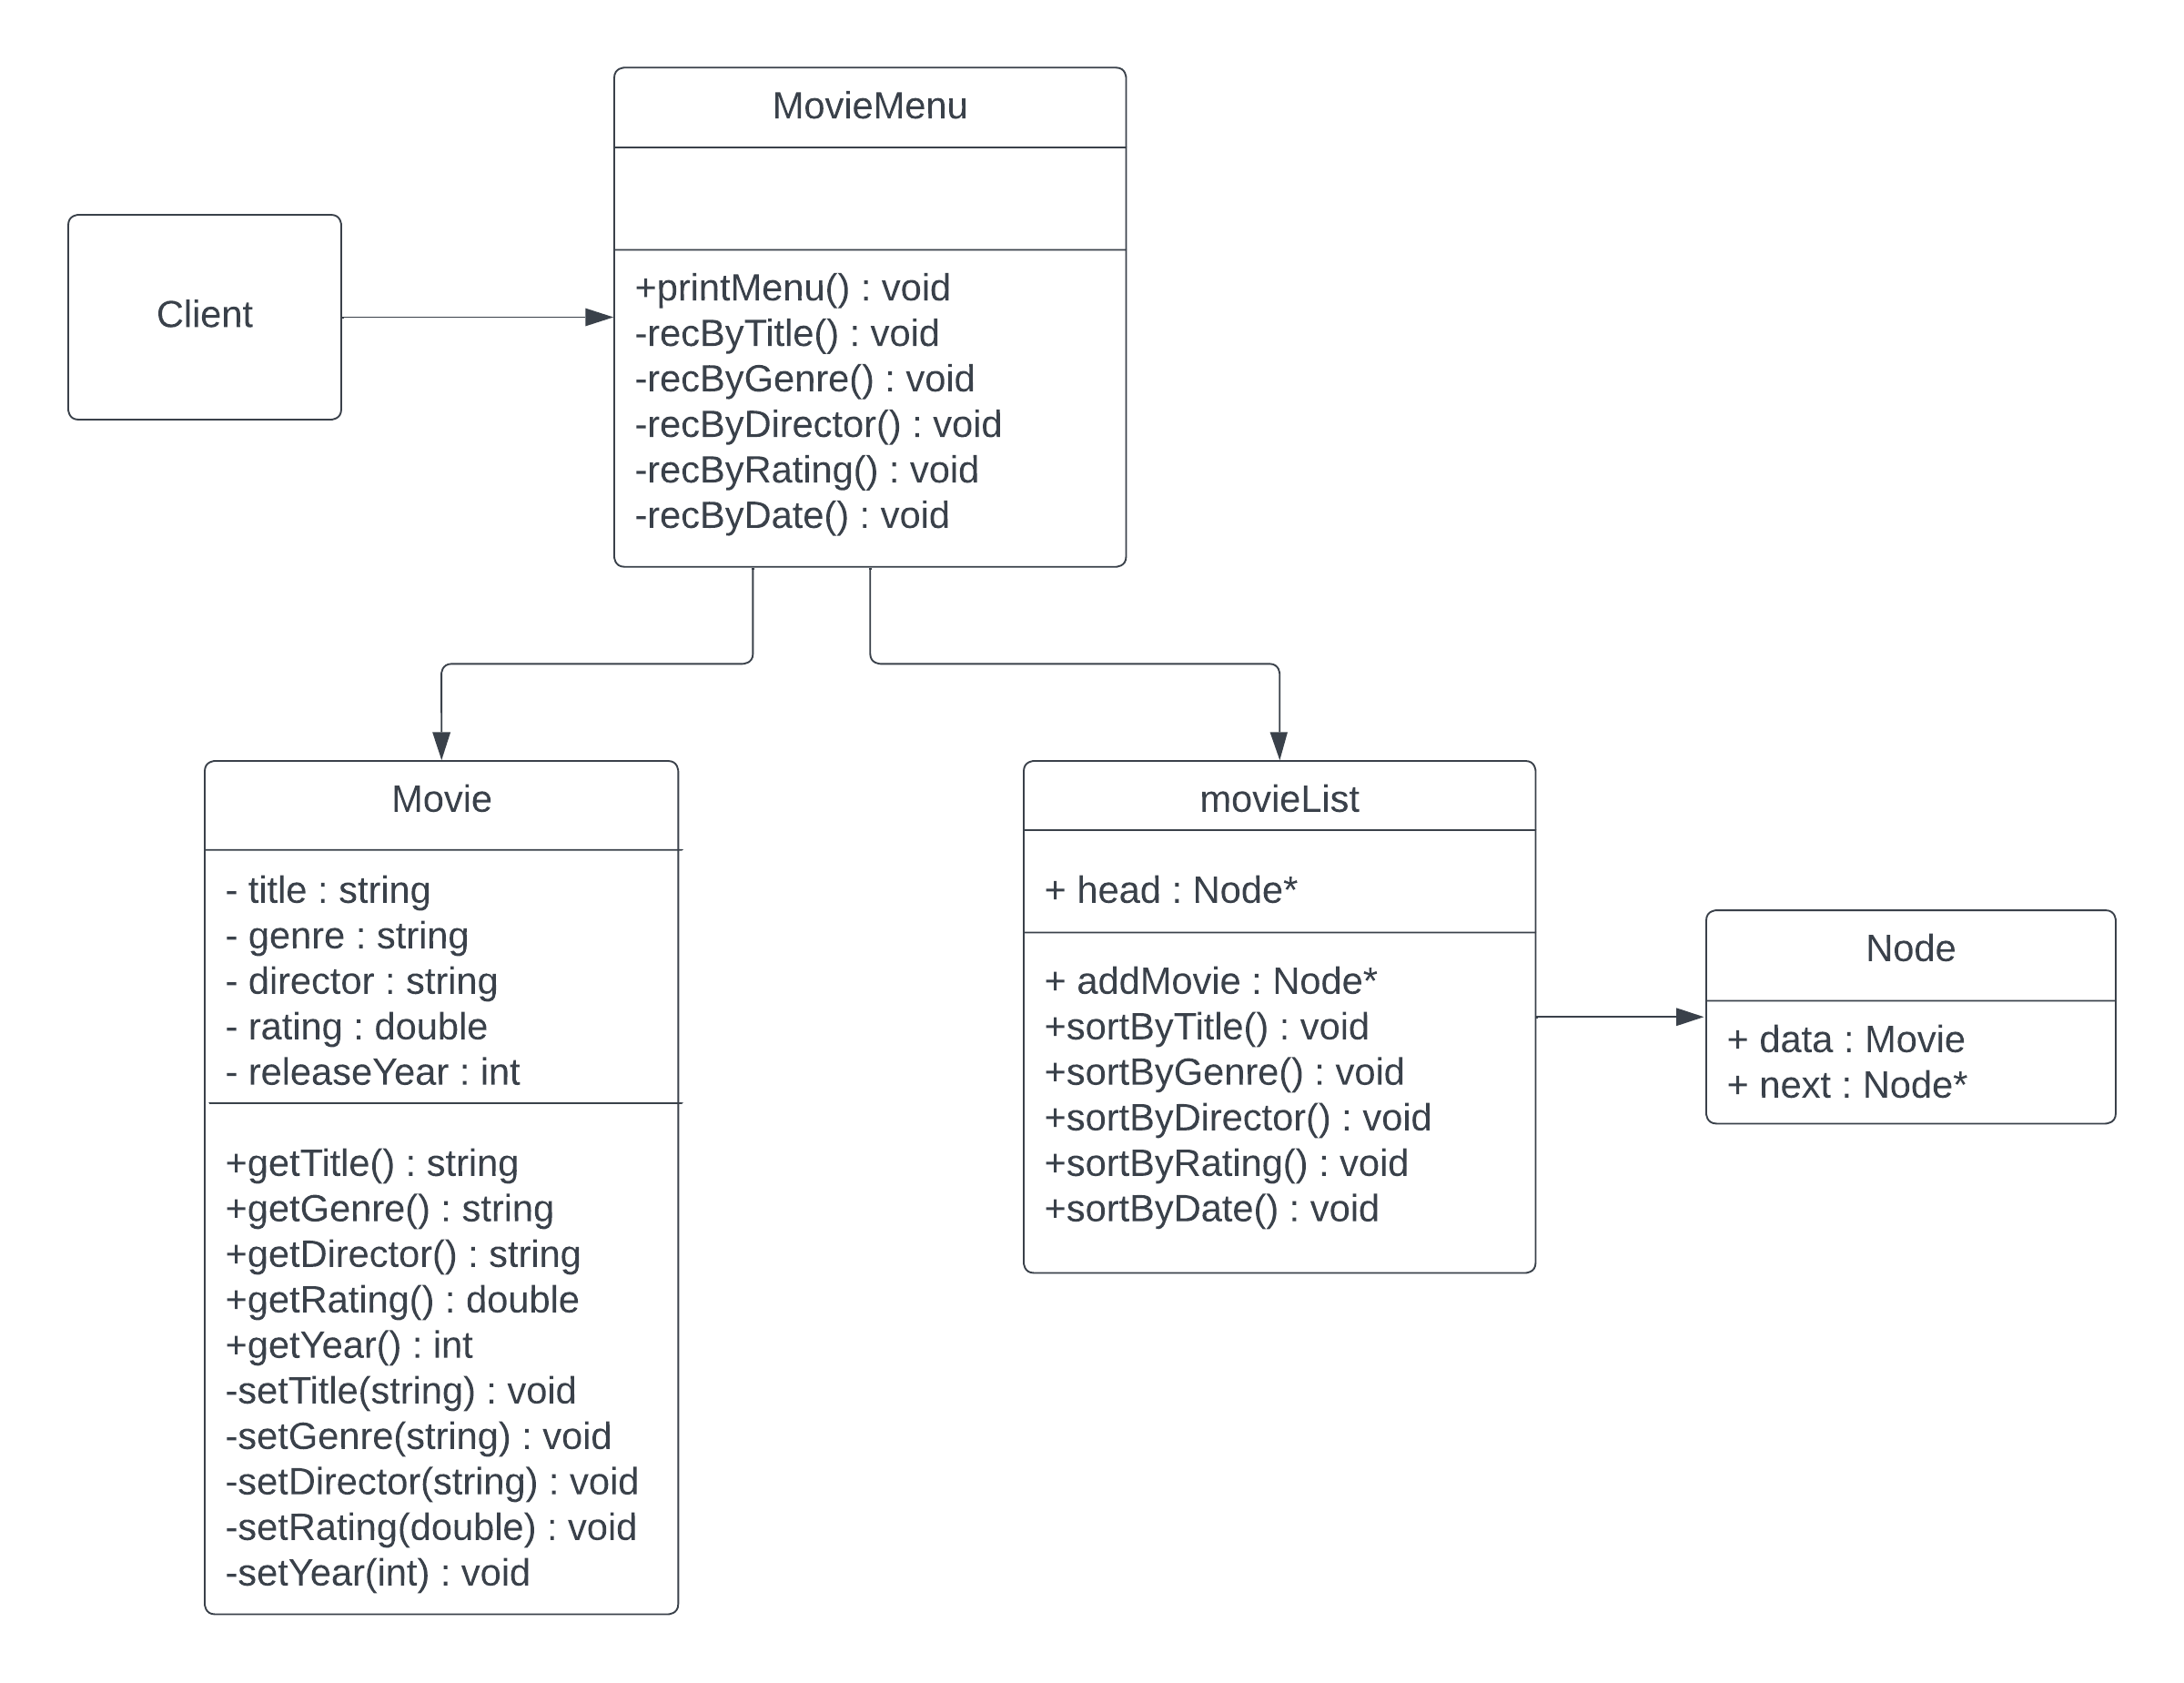 MovieMenu
Client
+printMenu() : void
-recByTitle() : void
-recByGenre() : void
-recByDirector() : void
-recByRating() : void
-recByDate() : void
Movie
- title : string
- genre : string
- director : string
- rating : double
- releaseYear : int
+getTitle() : string
+getGenre() : string
+getDirector() : string
+getRating() : double
+getYear() : int
-setTitle(string) : void
-setGenre(string) : void
-setDirector(string) : void
-setRating(double) : void
-setYear(int) : void
movieList
+ head : Node*
+ addMovie : Node*
+sortByTitle() : void
+sortByGenre() : void
+sortByDirector() : void
+sortByRating() : void
+sortByDate() : void
Node
+ data : Movie
+ next : Node*